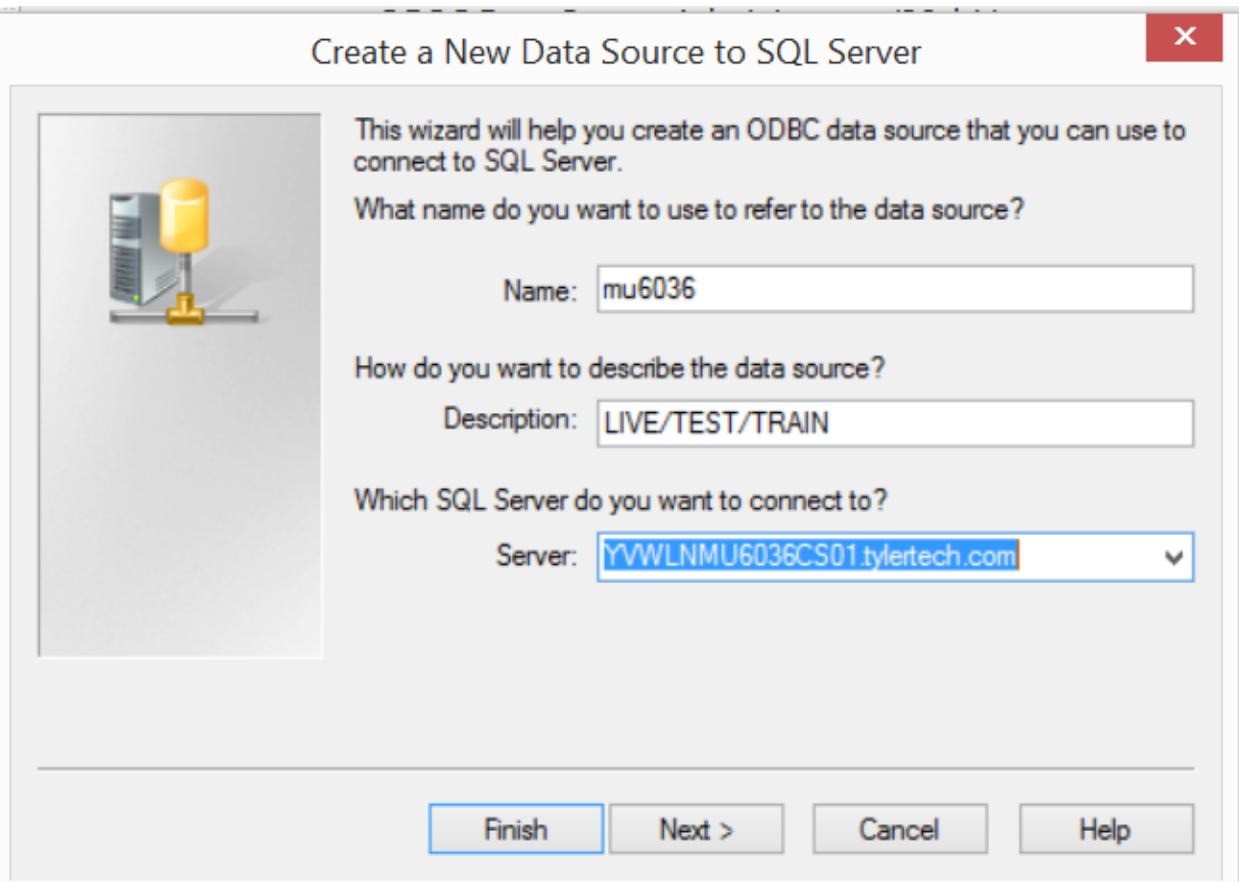 Create a New Data Source to SQL Server
x
This wizard will help you create an ODBC data source that you can use to
connect to SQL Server.
What name do you want to use to refer to the data source?
Name: mu6036
How do you want to describe the data source?
Description: LIVE/TEST/TRAIN
Which SQL Server do you want to connect to?
Server: YVWLNMU6036CS01.tylertech.com
Finish Next > Cancel Help